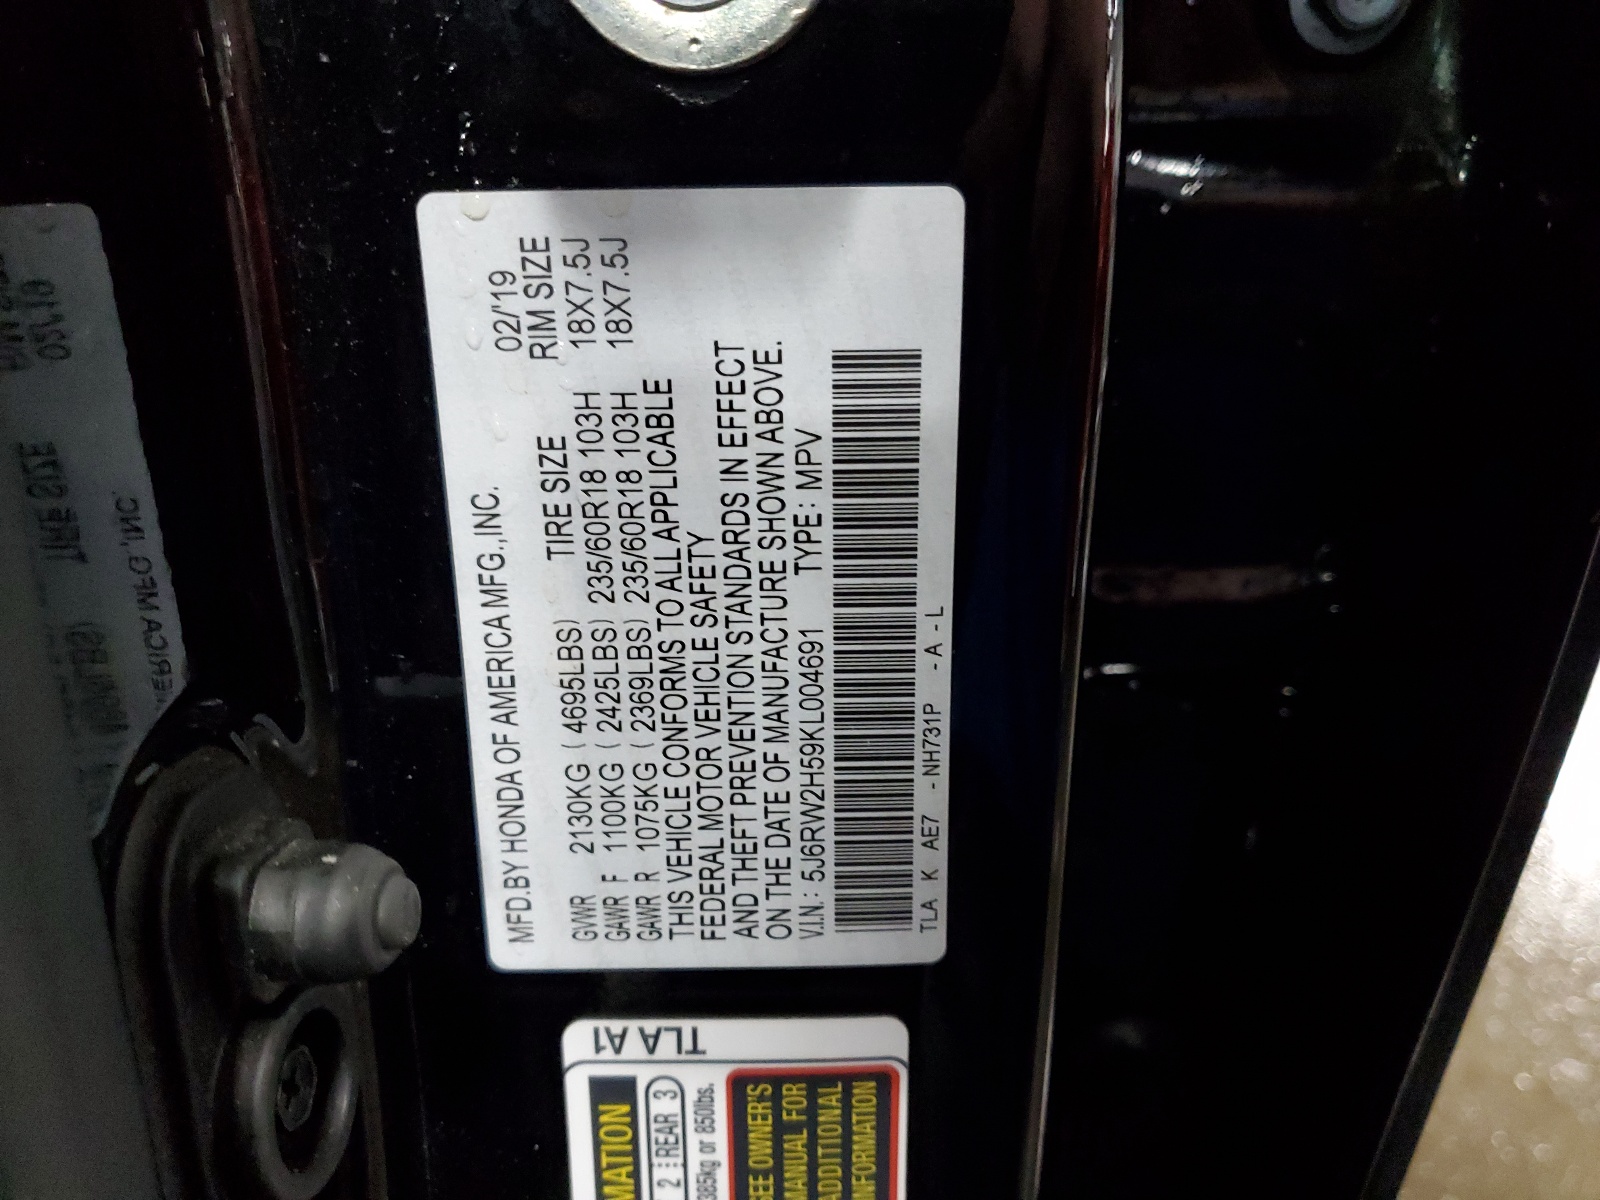 MFD.BY HONDA OF AMERICA MFG.,INC.
02/'19
TIRE SIZE RIM SIZE
GVWR 2130KG ( 4695LBS)
GAWR F 1100KG ( 2425LBS) 235/60R18 103H 18X7.5J
GAWR R 1075KG ( 2369LBS) 235/60R18 103H 18X7.5J
THIS VEHICLE CONFORMS TO ALL APPLICABLE
FEDERAL MOTOR VEHICLE SAFETY
AND THEFT PREVENTION STANDARDS IN EFFECT
ON THE DATE OF MANUFACTURE SHOWN ABOVE.
V.I.N.: 5J6RW2H59KL004691 TYPE: MPV
TLA K AE7 -NH731P -A-L
TLA A1
MATION
2 REAR 3
385kg or 850lbs.
SEE OWNER'S
MANUAL FOR
ADDITIONAL
INFORMATION